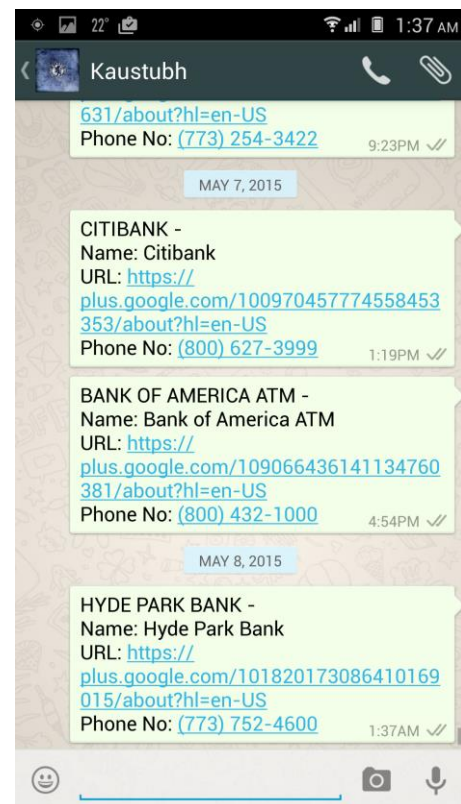 22° 1:37 AM
Kaustubh
631/about?hl=en-US
Phone No: (773) 254-3422 9:23PM
MAY 7, 2015
CITIBANK -
Name: Citibank
URL: https://
plus.google.com/100970457774558453
353/about?hl=en-US
Phone No: (800) 627-3999 1:19PM
BANK OF AMERICA ATM -
Name: Bank of America ATM
URL: https://
plus.google.com/109066436141134760
381/about?hl=en-US
Phone No: (800) 432-1000 4:54PM
MAY 8, 2015
HYDE PARK BANK -
Name: Hyde Park Bank
URL: https://
plus.google.com/101820173086410169
015/about?hl=en-US
Phone No: (773) 752-4600 1:37AM